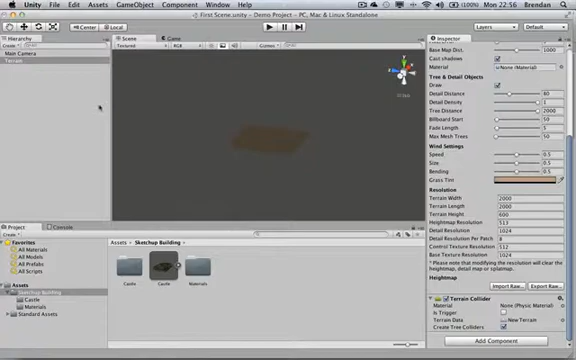 Unity File Edit Assets GameObject Component Window Help
(100%) Mon 22:56 Brendan
First Scene.unity - Demo Project - PC, Mac & Linux Standalone
Center Local Layers Default
Hierarchy
Create
Main Camera
Terrain
Scene Game
Textured RGB Gizmos
Inspector
Base Map Dist. 1000
Cast shadows
Material None (Material)
Tree & Detail Objects
Draw
Detail Distance 80
Detail Density 1
Tree Distance 2000
Billboard Start 50
Fade Length 5
Max Mesh Trees 50
Wind Settings
Speed 0.5
Size 0.5
Bending 0.5
Grass Tint
Resolution
Terrain Width 2000
Terrain Length 2000
Terrain Height 600
Heightmap Resolution 513
Detail Resolution 1024
Detail Resolution Per Patch 8
Control Texture Resolution 512
Base Texture Resolution 1024
* Please note that modifying the resolution will clear the heightmap, detail map or splatmap.
Heightmap
Import Raw... Export Raw...
Terrain Collider
Material None (Physic Material)
Is Trigger
Terrain Data New Terrain
Create Tree Colliders
Add Component
Project Console
Create
Favorites
All Materials
All Models
All Prefabs
All Scripts
Assets
Sketchup Building
Castle
Materials
Standard Assets
Assets Sketchup Building
Castle Castle Materials